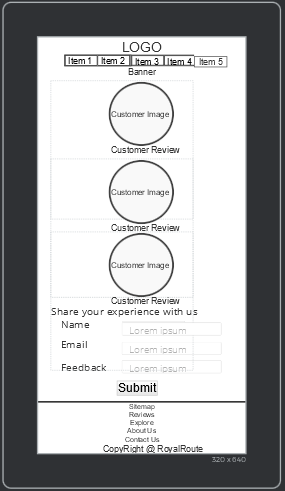 LOGO
Item 1 Item 2 Item 3 Item 4 Item 5
Banner
Customer Image
Customer Review
Customer Image
Customer Review
Customer Image
Customer Review
Share your experience with us
Name Lorem ipsum
Email Lorem ipsum
Feedback Lorem ipsum
Submit
Sitemap
Reviews
Explore
About Us
Contact Us
CopyRight @ RoyalRoute
320 x 640